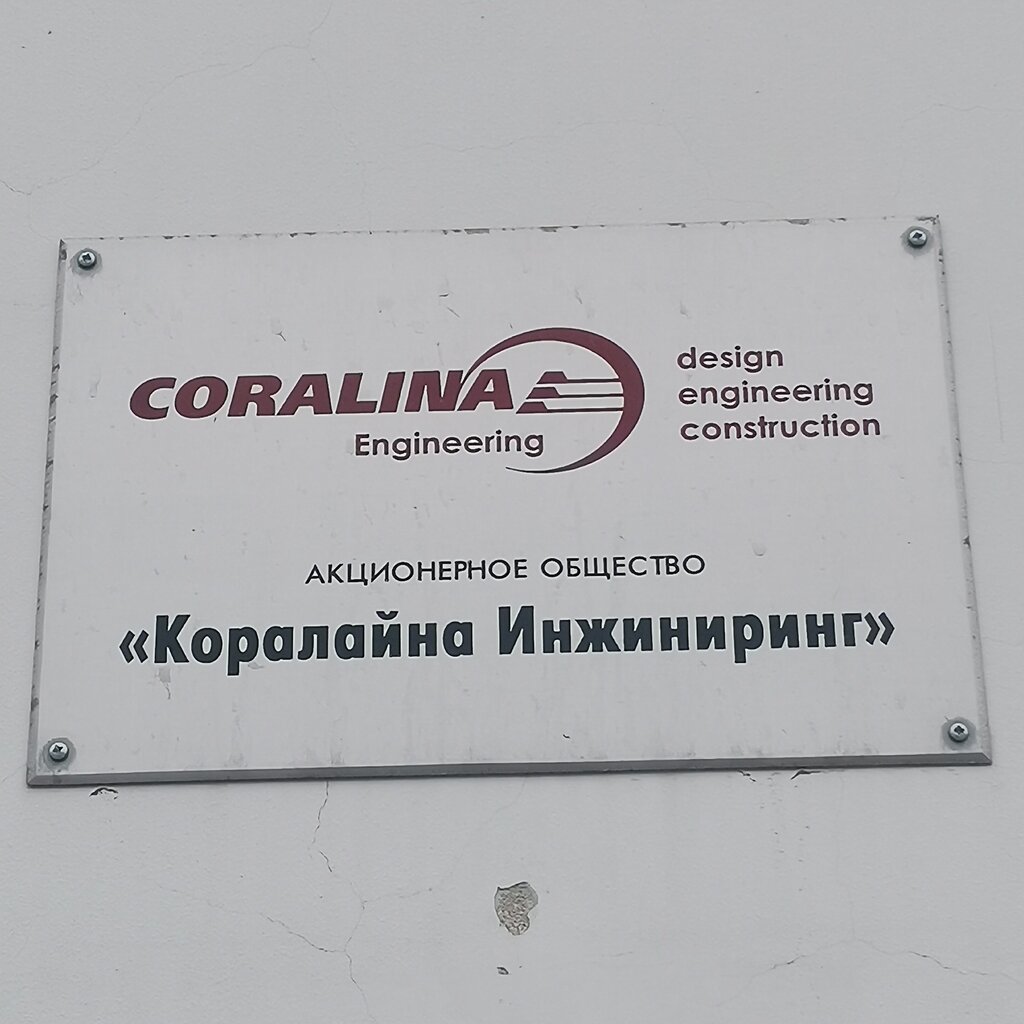 CORALINA
Engineering
design
engineering
construction
АКЦИОНЕРНОЕ ОБЩЕСТВО
«Коралайна Инжиниринг»